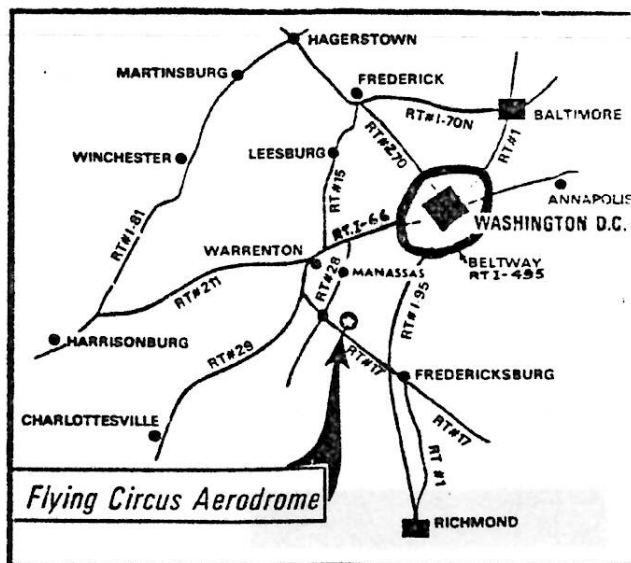 HAGERSTOWN
MARTINSBURG
FREDERICK
RT#I-70N
BALTIMORE
RT#270
RT#1
WINCHESTER
LEESBURG
RT#15
ANNAPOLIS
RT.I-66
WASHINGTON D.C.
RT#I-81
WARRENTON
MANASSAS
BELTWAY
RT I-495
RT#28
RT#211
RT#I-95
HARRISONBURG
RT#29
RT#17
FREDERICKSBURG
CHARLOTTESVILLE
RT#17
RT #1
Flying Circus Aerodrome
RICHMOND